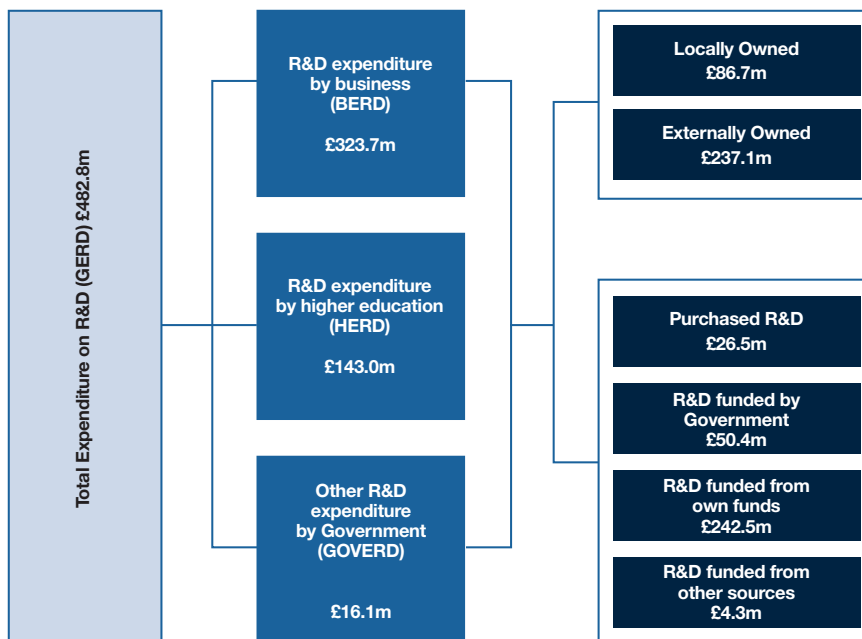 Total Expenditure on R&D (GERD) £482.8m
R&D expenditure
by business
(BERD)
£323.7m
R&D expenditure
by higher education
(HERD)
£143.0m
Other R&D
expenditure
by Government
(GOVERD)
£16.1m
Locally Owned
£86.7m
Externally Owned
£237.1m
Purchased R&D
£26.5m
R&D funded by
Government
£50.4m
R&D funded from
own funds
£242.5m
R&D funded from
other sources
£4.3m